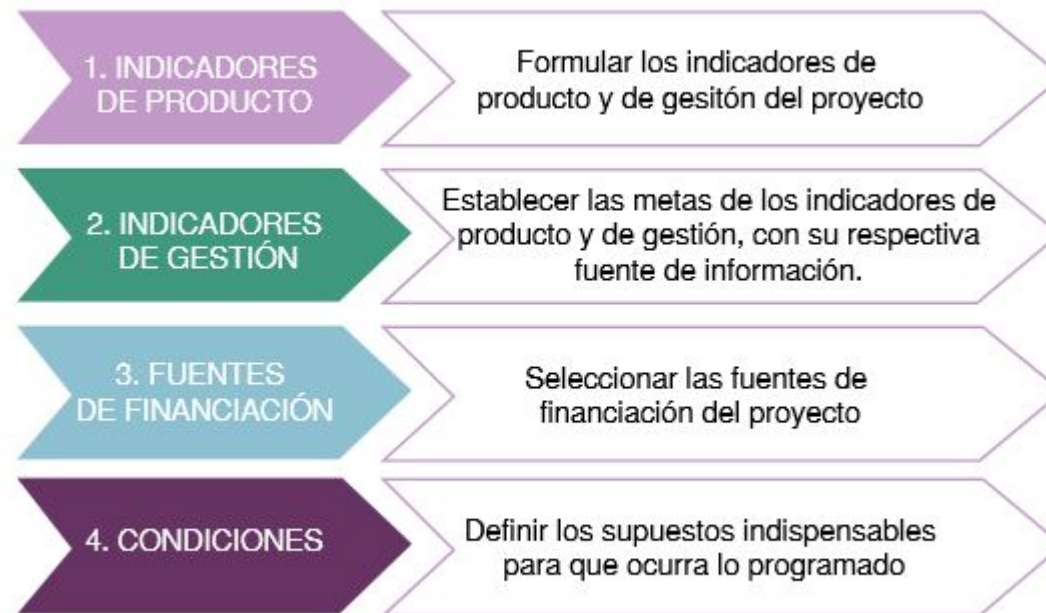 1. INDICADORES
DE PRODUCTO
Formular los indicadores de
producto y de gesitón del proyecto
2. INDICADORES
DE GESTIÓN
Establecer las metas de los indicadores de
producto y de gestión, con su respectiva
fuente de información.
3. FUENTES
DE FINANCIACIÓN
Seleccionar las fuentes de
financiación del proyecto
4. CONDICIONES
Definir los supuestos indispensables
para que ocurra lo programado